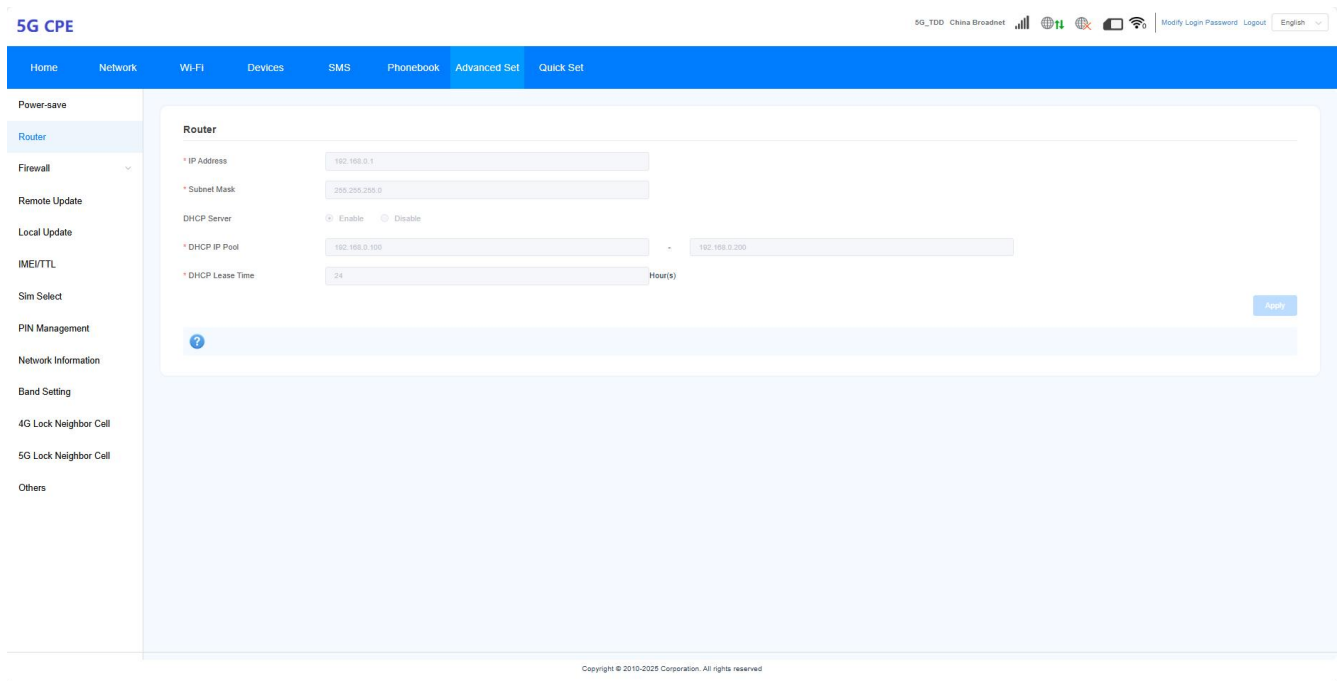 5G CPE
5G_TDD China Broadnet
0
Modify Login Password Logout English
Home Network Wi-Fi Devices SMS Phonebook Advanced Set Quick Set
Power-save
Router
Firewall
Remote Update
Local Update
IMEI/TTL
Sim Select
PIN Management
Network Information
Band Setting
4G Lock Neighbor Cell
5G Lock Neighbor Cell
Others
Router
* IP Address 192.168.0.1
* Subnet Mask 255.255.255.0
DHCP Server Enable Disable
* DHCP IP Pool 192.168.0.100 - 192.168.0.200
* DHCP Lease Time 24 Hour(s)
Apply
?
Copyright © 2010-2025 Corporation. All rights reserved